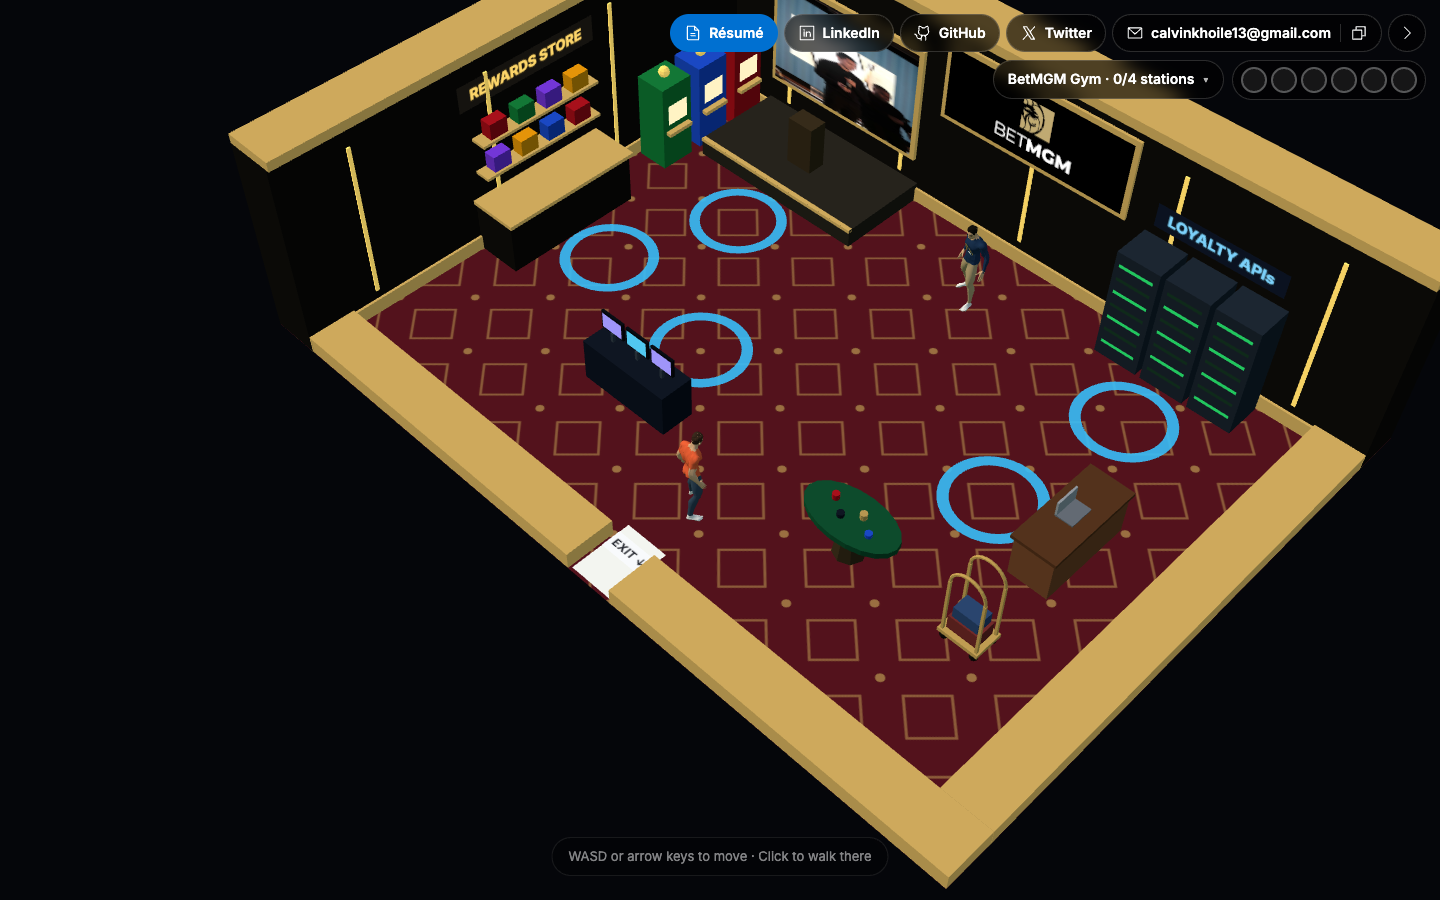 Résumé
LinkedIn
GitHub
Twitter
calvinkhoile13@gmail.com
BetMGM Gym · 0/4 stations
REWARDS STORE
BETMGM
LOYALTY APIs
EXIT ↓
WASD or arrow keys to move · Click to walk there